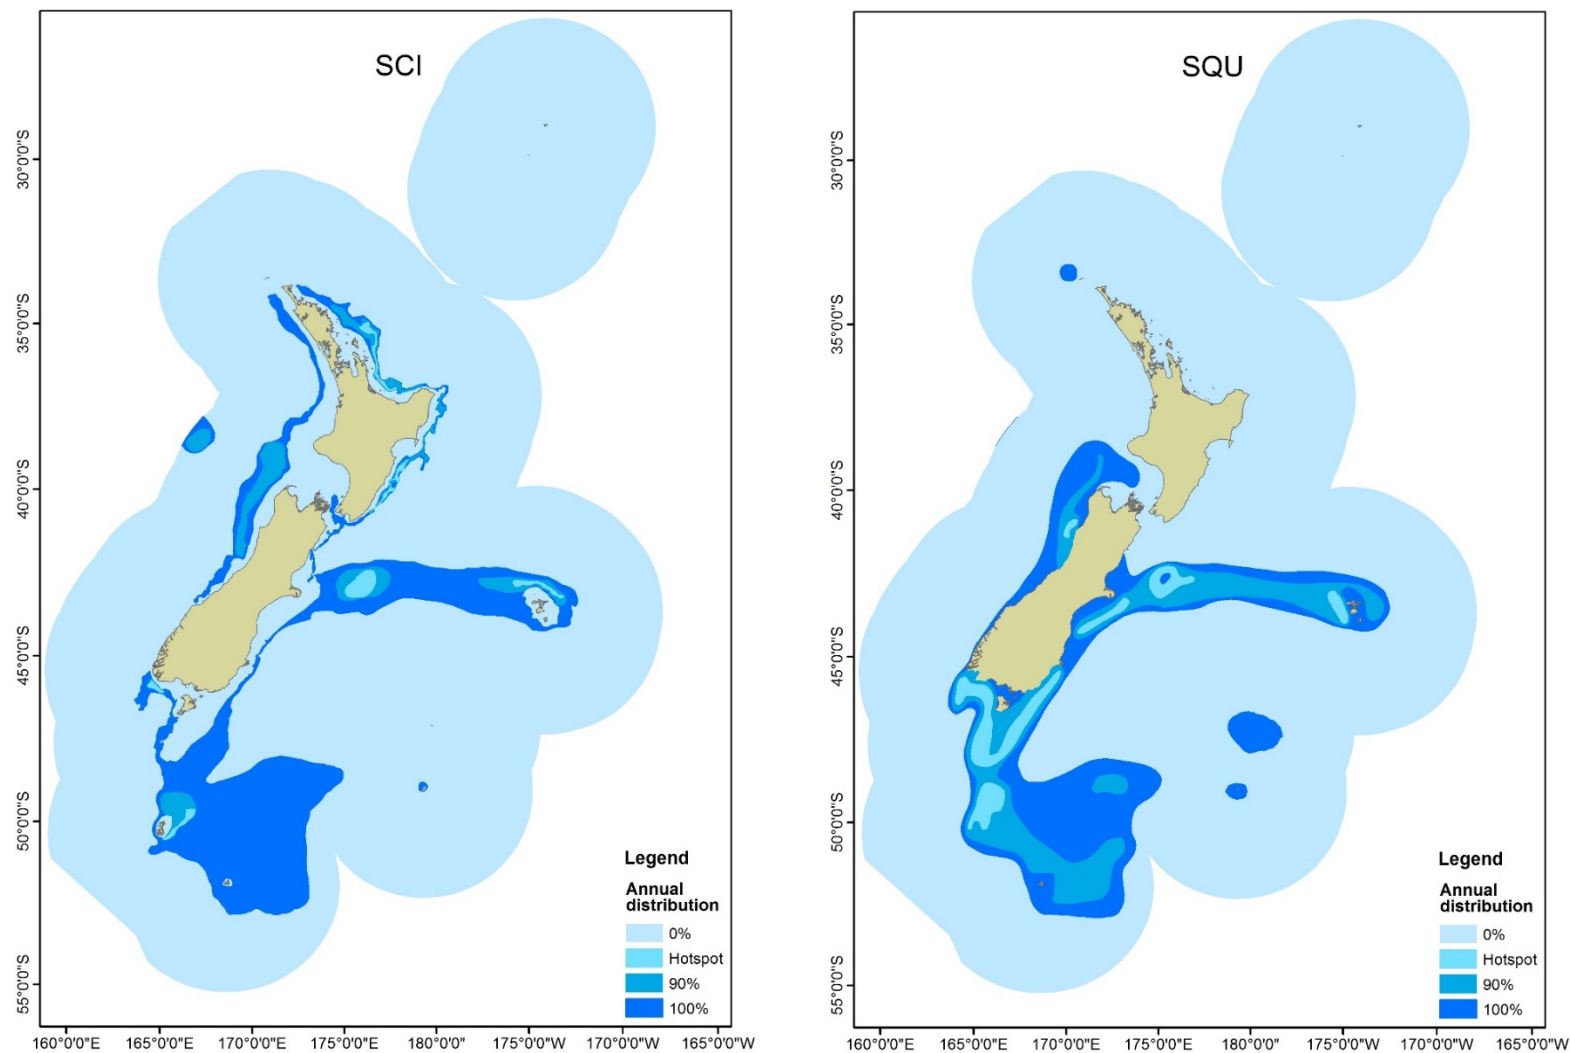 SCI
30°0'0"S
35°0'0"S
40°0'0"S
45°0'0"S
50°0'0"S
55°0'0"S
Legend
Annual
distribution
0%
Hotspot
90%
100%
160°0'0"E
165°0'0"E
170°0'0"E
175°0'0"E
180°0'0"
175°0'0"W
170°0'0"W
165°0'0"W
SQU
30°0'0"S
35°0'0"S
40°0'0"S
45°0'0"S
50°0'0"S
55°0'0"S
Legend
Annual
distribution
0%
Hotspot
90%
100%
160°0'0"E
165°0'0"E
170°0'0"E
175°0'0"E
180°0'0"
175°0'0"W
170°0'0"W
165°0'0"W